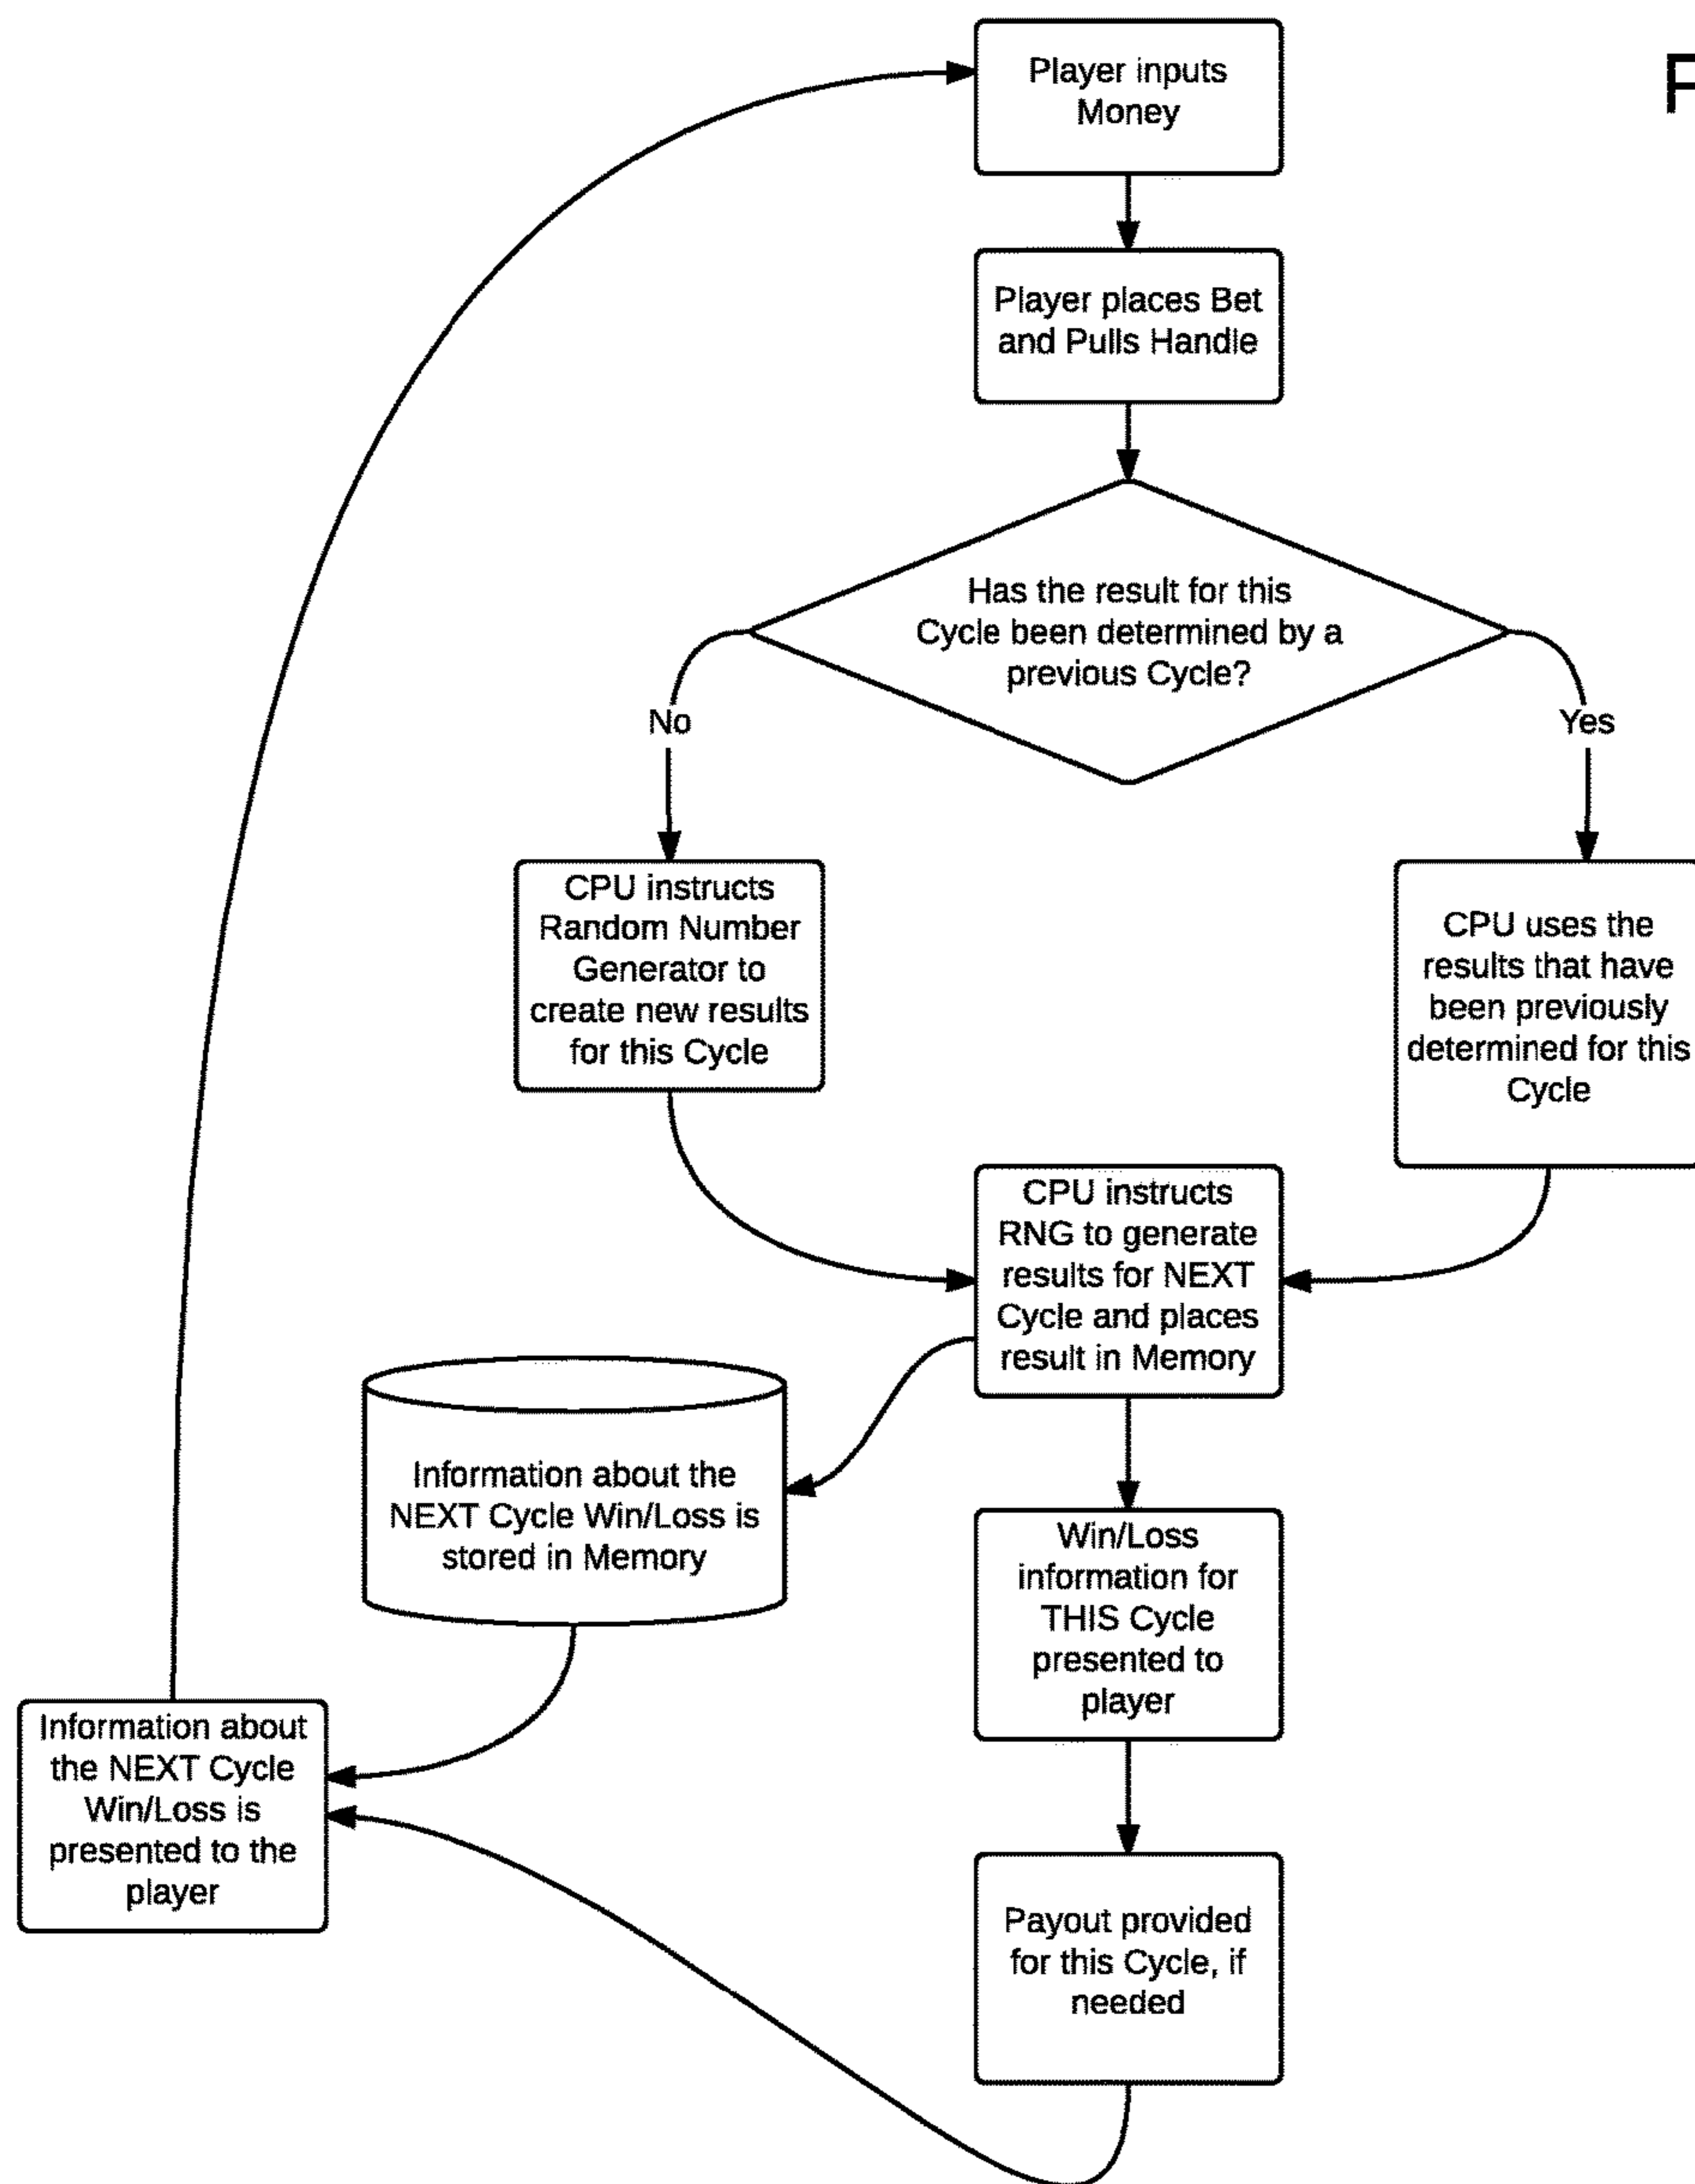 Player inputs
Money
F
Player places Bet
and Pulls Handle
Has the result for this
Cycle been determined by a
previous Cycle?
No
Yes
CPU instructs
Random Number
Generator to
create new results
for this Cycle
CPU uses the
results that have
been previously
determined for this
Cycle
CPU instructs
RNG to generate
results for NEXT
Cycle and places
result in Memory
Information about the
NEXT Cycle Win/Loss is
stored in Memory
Win/Loss
information for
THIS Cycle
presented to
player
Information about
the NEXT Cycle
Win/Loss is
presented to the
player
Payout provided
for this Cycle, if
needed